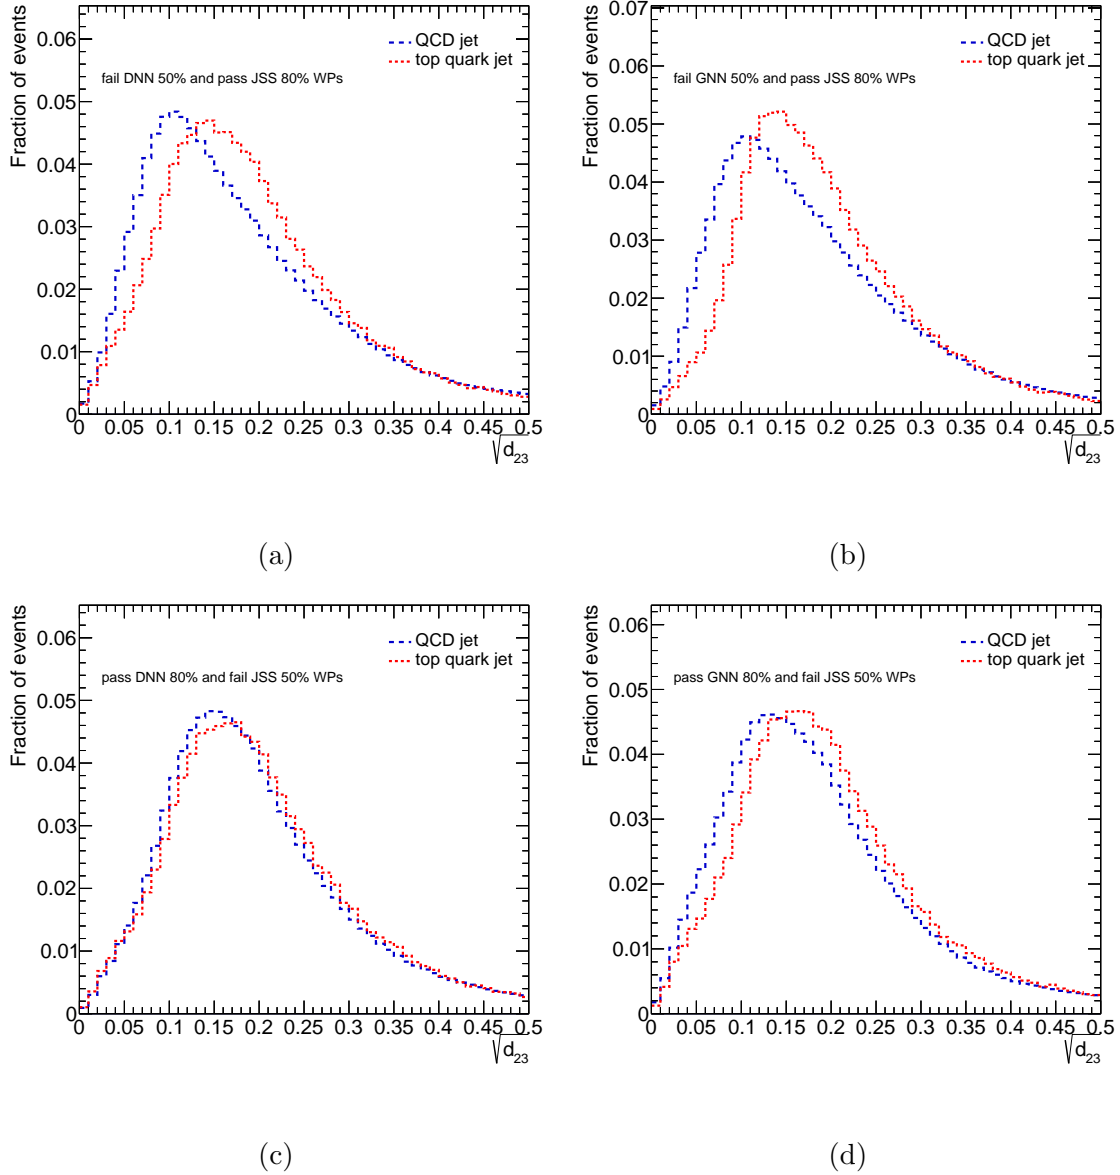 Fraction of events
0.06
0.05
0.04
0.03
0.02
0.01
0
QCD jet
top quark jet
fail DNN 50% and pass JSS 80% WPs
0 0.05 0.1 0.15 0.2 0.25 0.3 0.35 0.4 0.45 0.5
√d23
(a)
Fraction of events
0.07
0.06
0.05
0.04
0.03
0.02
0.01
0
QCD jet
top quark jet
fail GNN 50% and pass JSS 80% WPs
0 0.05 0.1 0.15 0.2 0.25 0.3 0.35 0.4 0.45 0.5
√d23
(b)
Fraction of events
0.06
0.05
0.04
0.03
0.02
0.01
0
QCD jet
top quark jet
pass DNN 80% and fail JSS 50% WPs
0 0.05 0.1 0.15 0.2 0.25 0.3 0.35 0.4 0.45 0.5
√d23
(c)
Fraction of events
0.06
0.05
0.04
0.03
0.02
0.01
0
QCD jet
top quark jet
pass GNN 80% and fail JSS 50% WPs
0 0.05 0.1 0.15 0.2 0.25 0.3 0.35 0.4 0.45 0.5
√d23
(d)